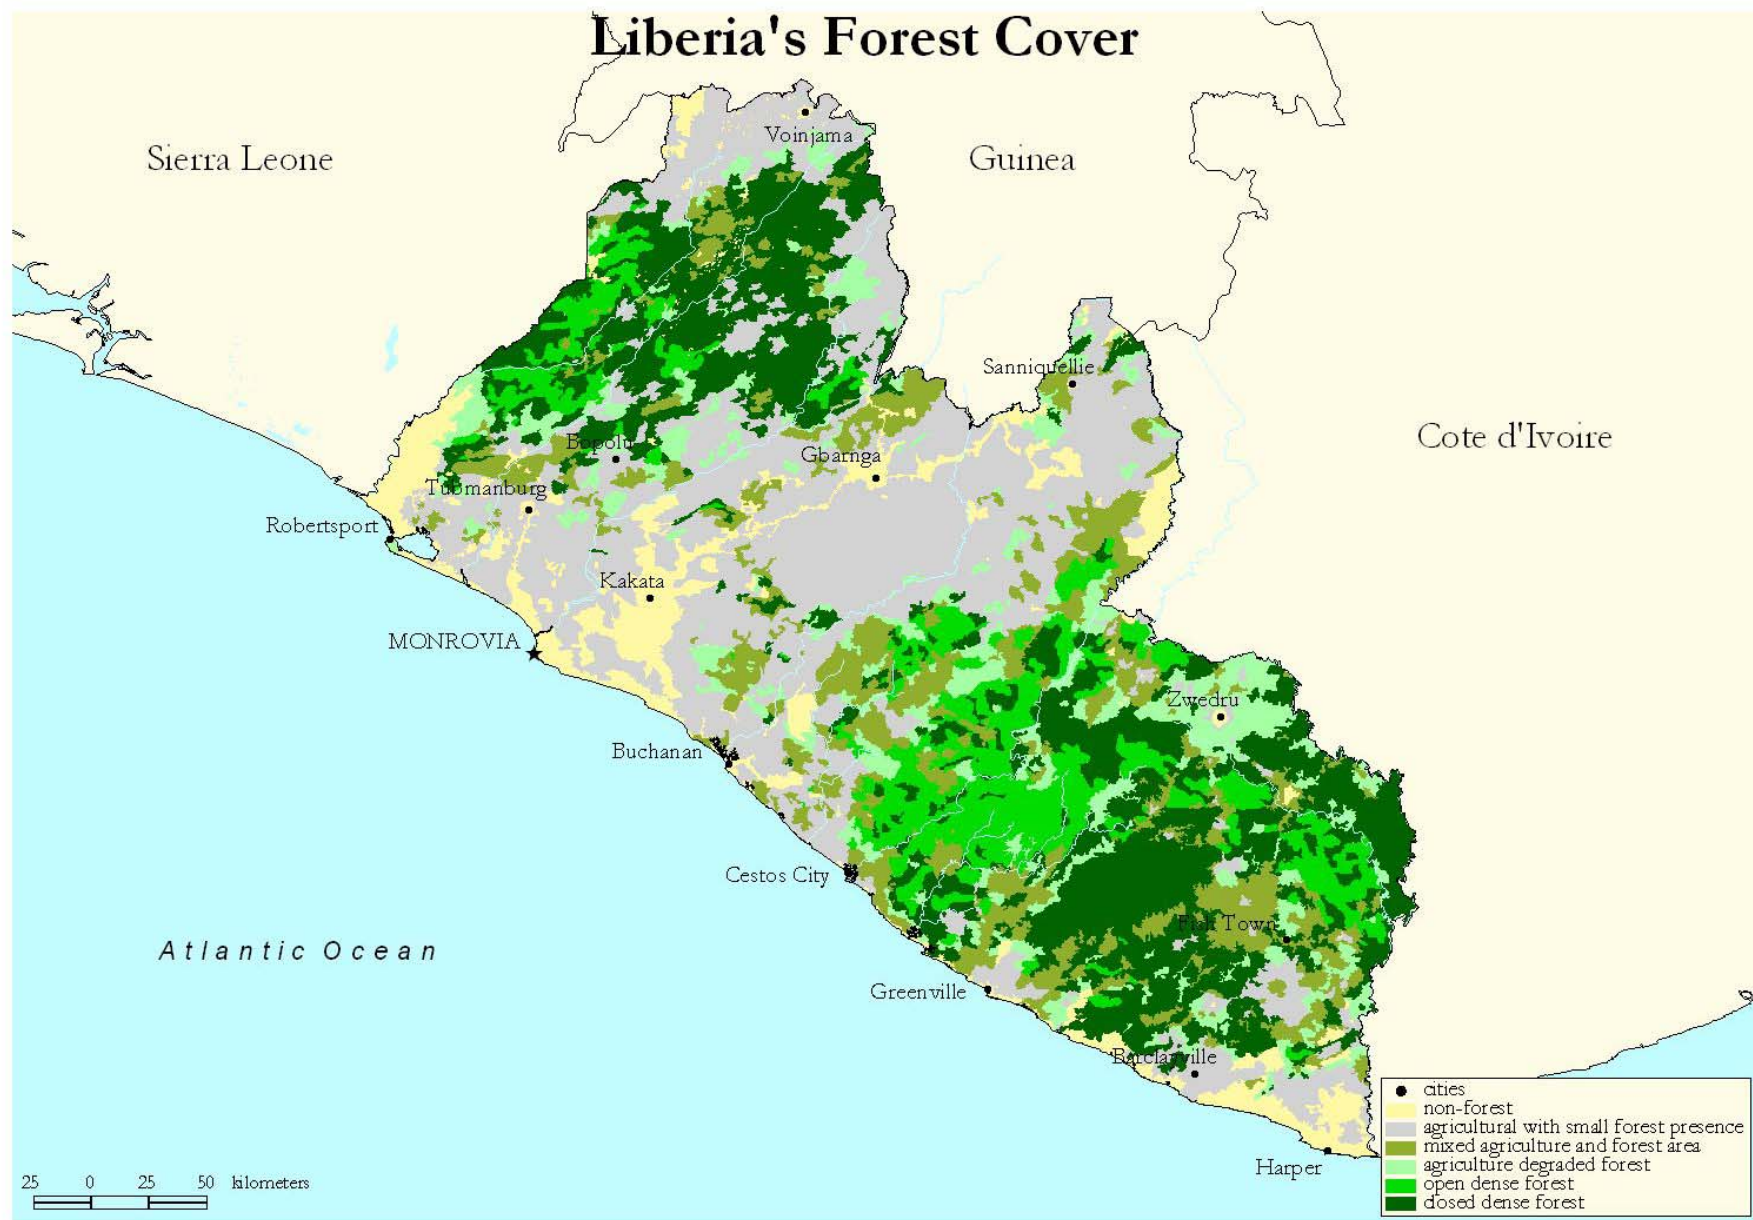 Liberia's Forest Cover
Voinjama
Sierra Leone
Guinea
Sanniquellie
Cote d'Ivoire
Bopolu
Gbarnga
Tubmanburg
Robertsport
Kakata
MONROVIA
Zwedru
Buchanan
Cestos City
Fish Town
Atlantic Ocean
Greenville
Barclayville
Harper
25 0 25 50 kilometers
cities
non-forest
agricultural with small forest presence
mixed agriculture and forest area
agriculture degraded forest
open dense forest
closed dense forest